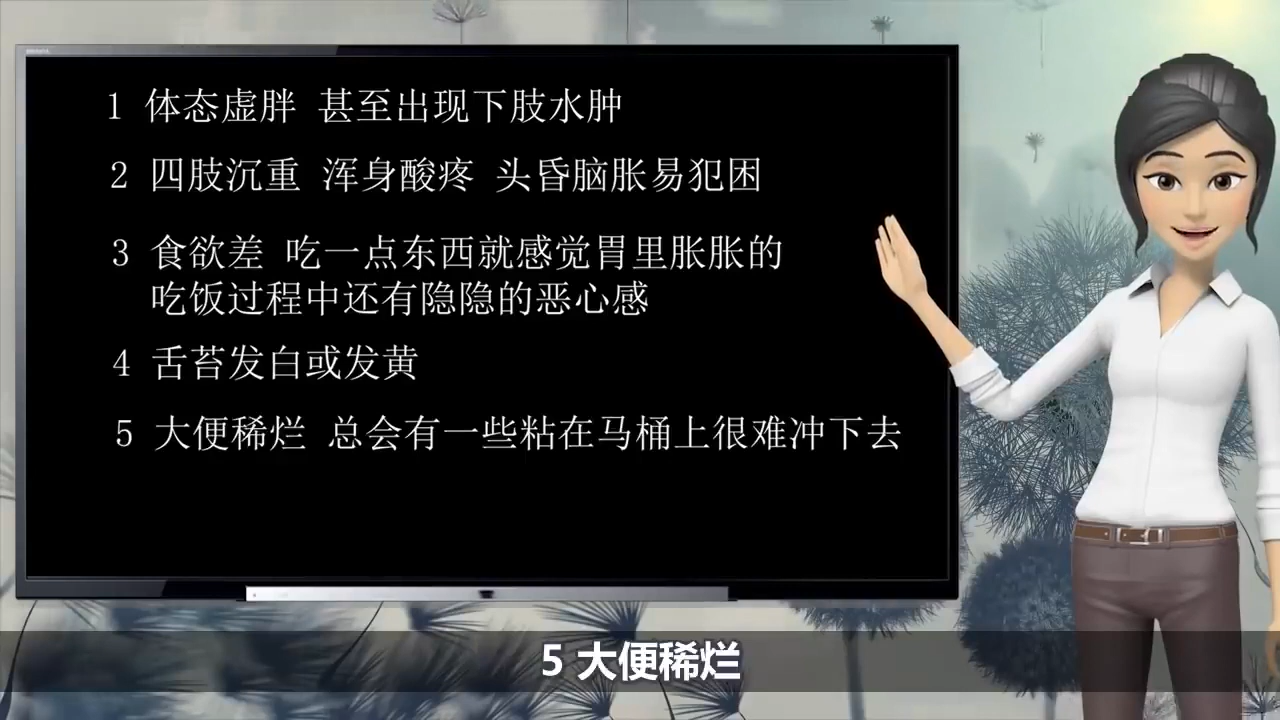 1 体态虚胖 甚至出现下肢水肿
2 四肢沉重 浑身酸疼 头昏脑胀易犯困
3 食欲差 吃一点东西就感觉胃里胀胀的
吃饭过程中还有隐隐的恶心感
4 舌苔发白或发黄
5 大便稀烂 总会有一些粘在马桶上很难冲下去
5 大便稀烂